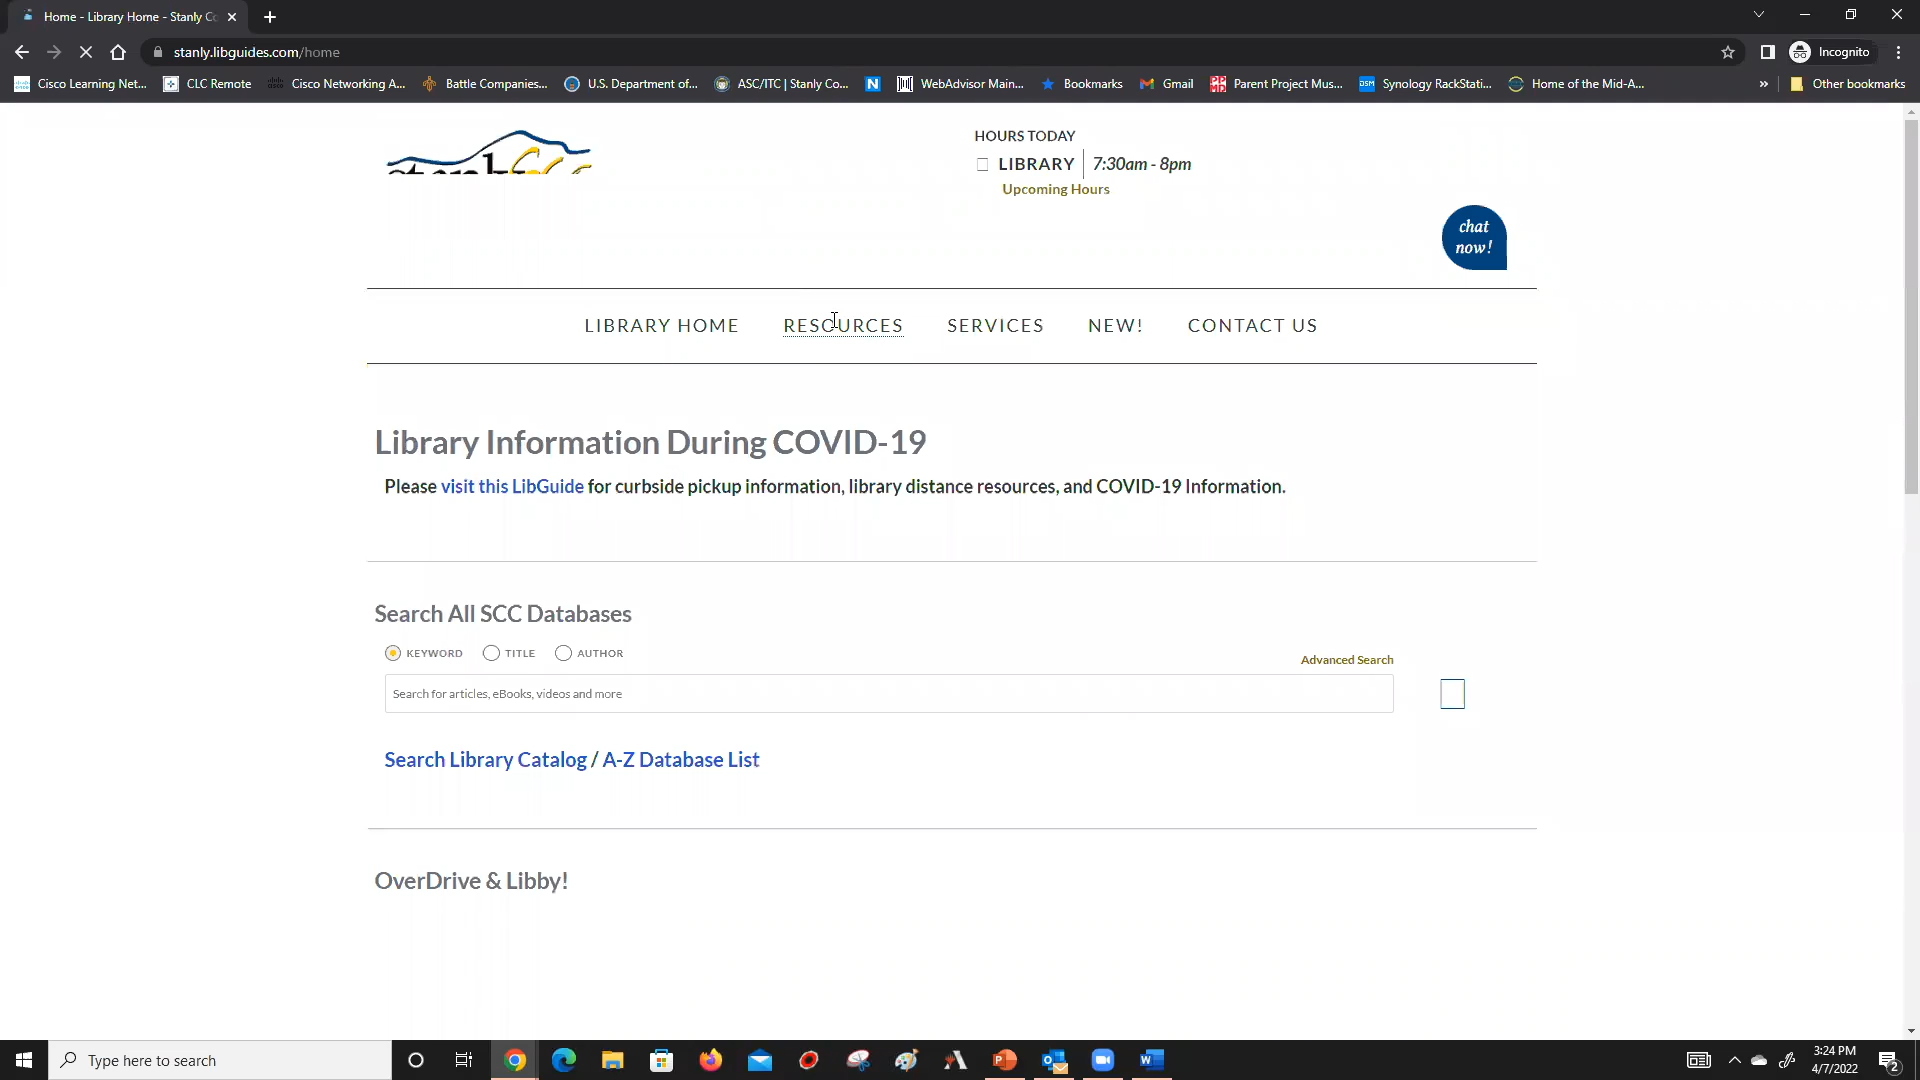 Home - Library Home - Stanly Co
stanly.libguides.com/home
Incognito
Cisco Learning Net...
CLC Remote
Cisco Networking A...
Battle Companies...
U.S. Department of...
ASC/ITC | Stanly Co...
WebAdvisor Main...
Bookmarks
Gmail
Parent Project Mus...
Synology RackStati...
Home of the Mid-A...
»
Other bookmarks
HOURS TODAY
LIBRARY 7:30am - 8pm
Upcoming Hours
chat
now!
LIBRARY HOME RESOURCES SERVICES NEW! CONTACT US
Library Information During COVID-19
Please visit this LibGuide for curbside pickup information, library distance resources, and COVID-19 Information.
Search All SCC Databases
KEYWORD TITLE AUTHOR
Advanced Search
Search for articles, eBooks, videos and more
Search Library Catalog / A-Z Database List
OverDrive & Libby!
Type here to search
3:24 PM
4/7/2022
2